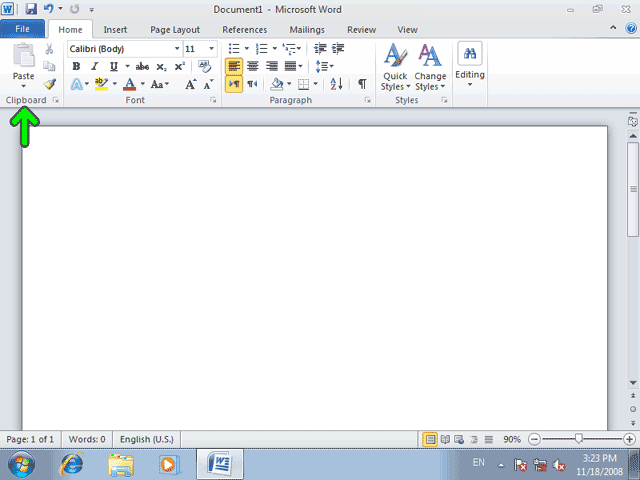 Document1 - Microsoft Word
File Home Insert Page Layout References Mailings Review View
Calibri (Body) 11
B I U abc x₂ x²
A ab A Aa A A
Paste
Quick Styles
Change Styles
Editing
Clipboard Font Paragraph Styles
Page: 1 of 1 Words: 0 English (U.S.) 90%
EN 3:23 PM
11/18/2008